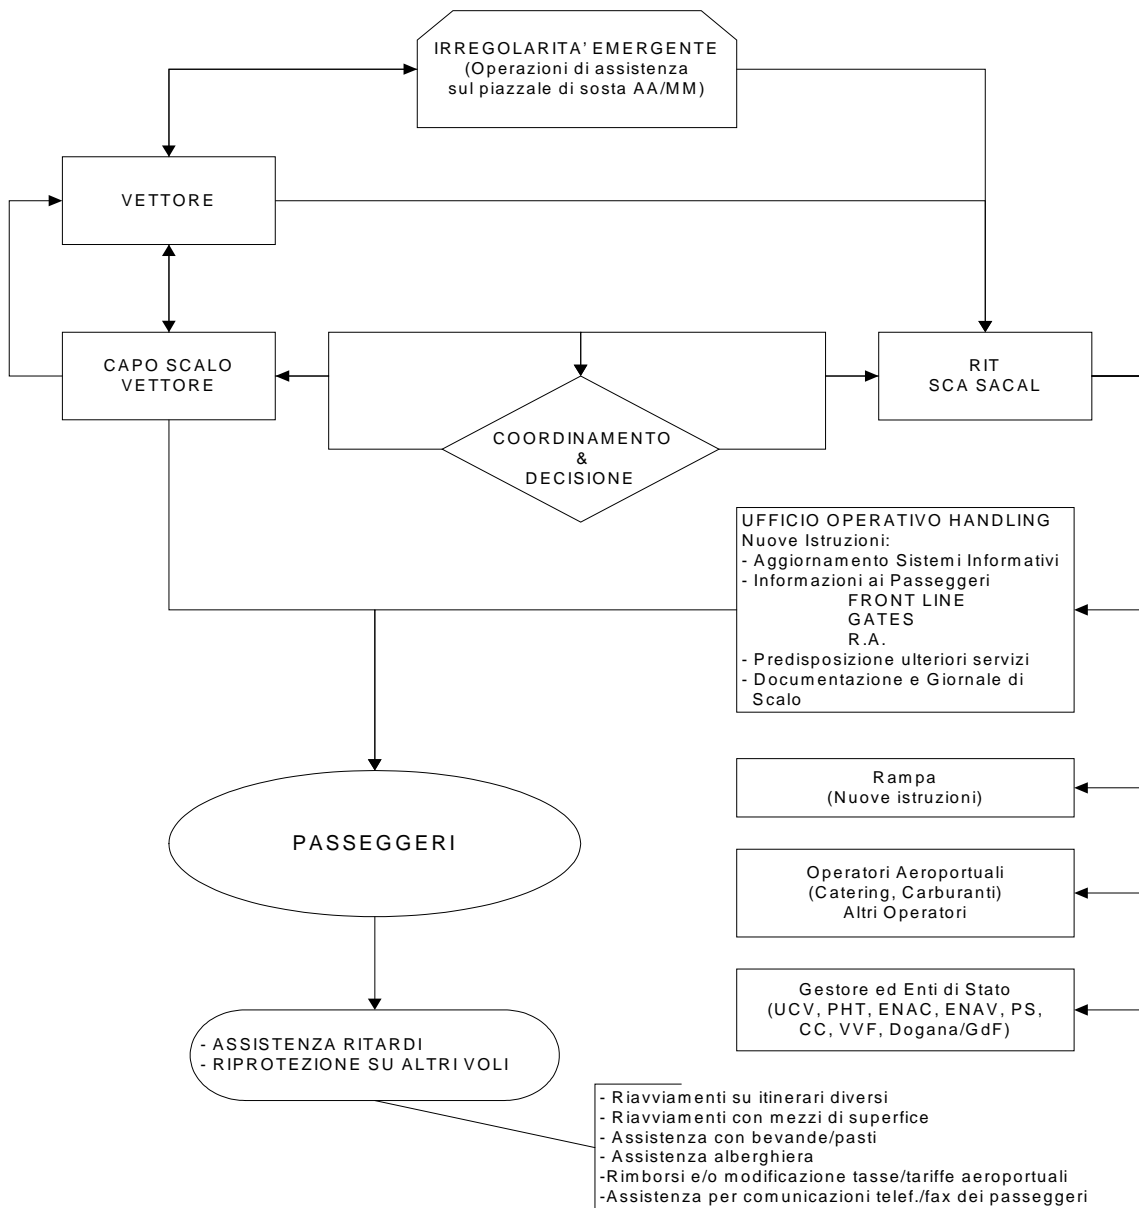 IRREGOLARITA' EMERGENTE
(Operazioni di assistenza
sul piazzale di sosta AA/MM)
VETTORE
CAPO SCALO
VETTORE
RIT
SCA SACAL
COORDINAMENTO
&
DECISIONE
UFFICIO OPERATIVO HANDLING
Nuove Istruzioni:
- Aggiornamento Sistemi Informativi
- Informazioni ai Passeggeri
FRONT LINE
GATES
R.A.
- Predisposizione ulteriori servizi
- Documentazione e Giornale di
Scalo
Rampa
(Nuove istruzioni)
PASSEGGERI
Operatori Aeroportuali
(Catering, Carburanti)
Altri Operatori
Gestore ed Enti di Stato
(UCV, PHT, ENAC, ENAV, PS,
CC, VVF, Dogana/GdF)
- ASSISTENZA RITARDI
- RIPROTEZIONE SU ALTRI VOLI
- Riavviamenti su itinerari diversi
- Riavviamenti con mezzi di superfice
- Assistenza con bevande/pasti
- Assistenza alberghiera
-Rimborsi e/o modificazione tasse/tariffe aeroportuali
-Assistenza per comunicazioni telef./fax dei passeggeri